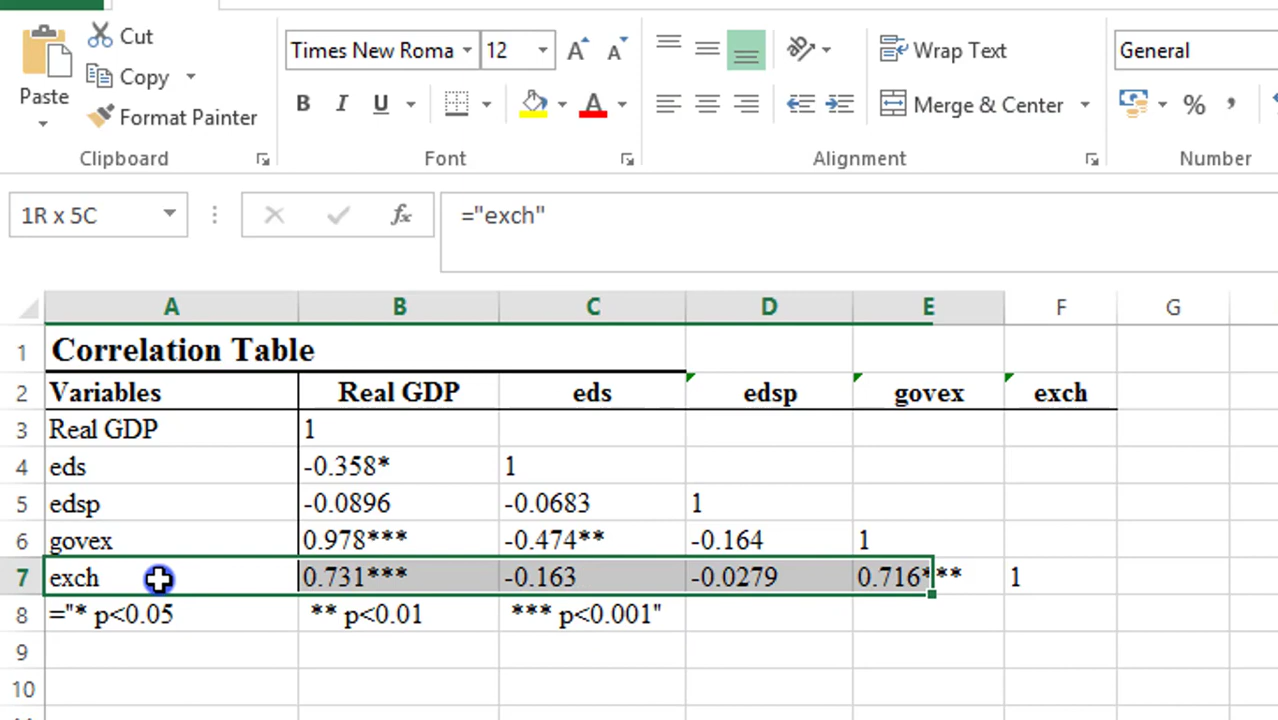 Cut
Times New Roma 12 A A Wrap Text General
Copy
Paste B I U A Merge & Center % ,
Format Painter
Clipboard Font Alignment Number
1R x 5C fx ="exch"
A B C D E F G
1 Correlation Table
2 Variables Real GDP eds edsp govex exch
3 Real GDP 1
4 eds -0.358* 1
5 edsp -0.0896 -0.0683 1
6 govex 0.978*** -0.474** -0.164 1
7 exch 0.731*** -0.163 -0.0279 0.716*** 1
8 ="* p<0.05 ** p<0.01 *** p<0.001"
9
10